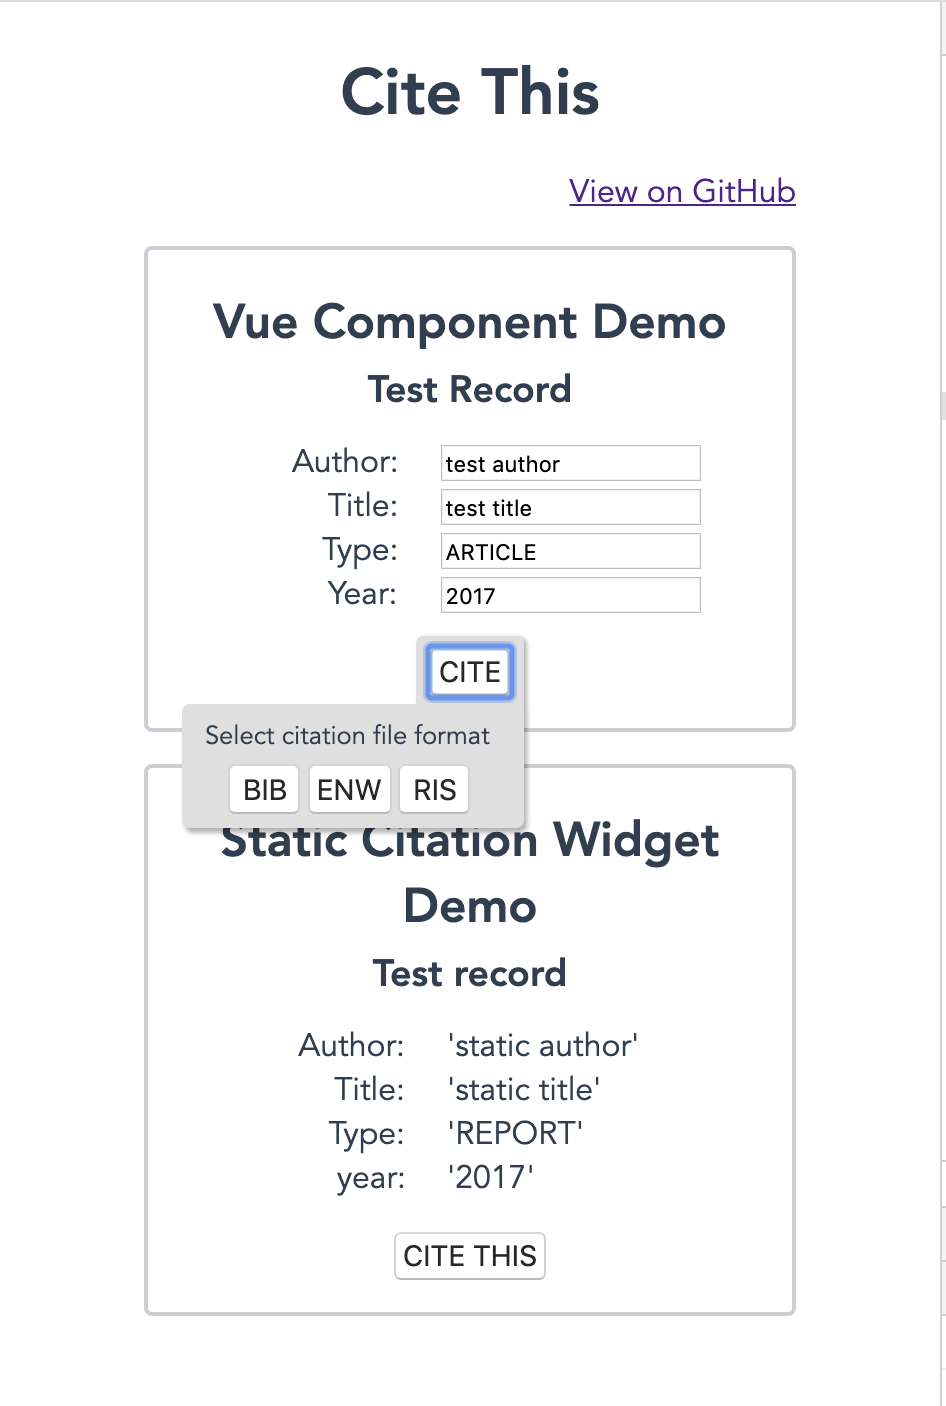 Cite This
View on GitHub
Vue Component Demo
Test Record
Author: test author
Title: test title
Type: ARTICLE
Year: 2017
CITE
Select citation file format
BIB ENW RIS
Static Citation Widget
Demo
Test record
Author: 'static author'
Title: 'static title'
Type: 'REPORT'
year: '2017'
CITE THIS